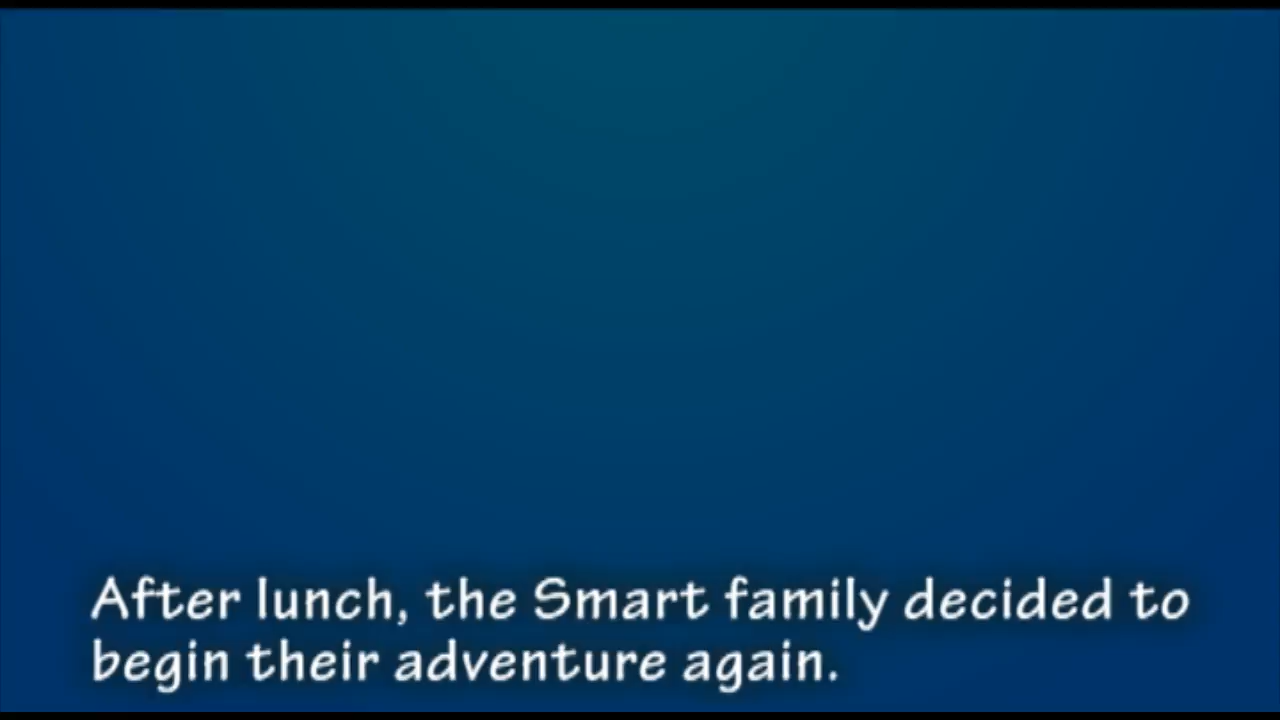 After lunch, the Smart family decided to
begin their adventure again.